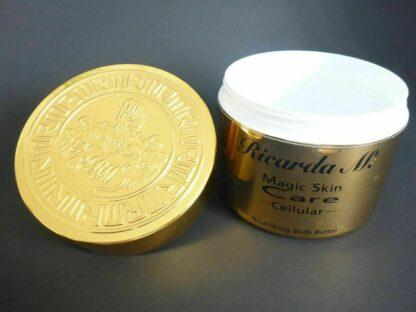 Ricarda M.
Magic Skin
Care
–Cellular–
Nourishing Body Butter